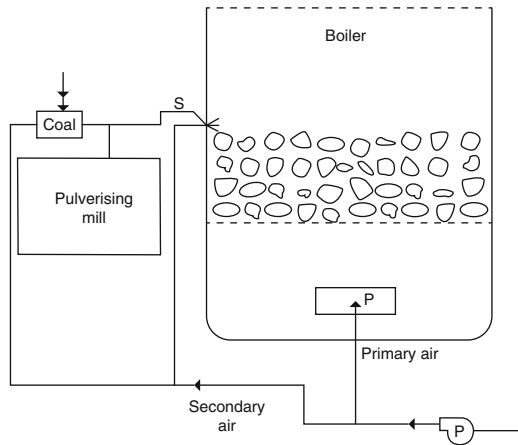 Boiler
S
Coal
Pulverising
mill
P
Primary air
Secondary
air
P